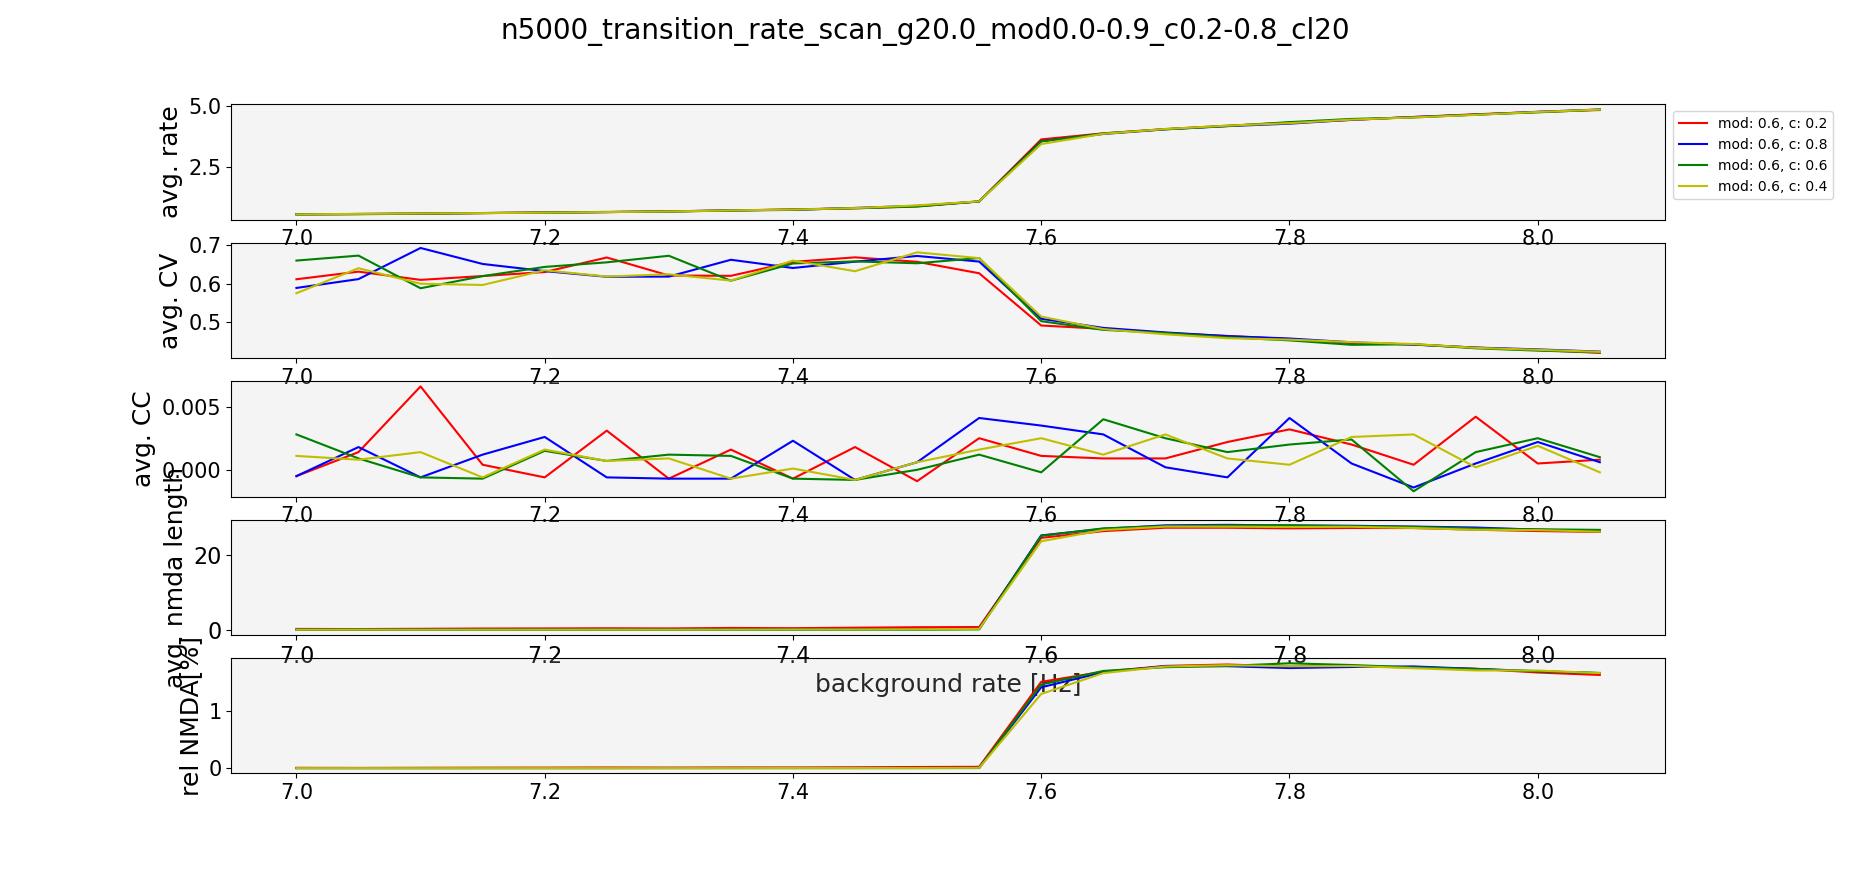 n5000_transition_rate_scan_g20.0_mod0.0-0.9_c0.2-0.8_cl20
avg. rate
5.0
2.5
7.0 7.2 7.4 7.6 7.8 8.0
mod: 0.6, c: 0.2
mod: 0.6, c: 0.8
mod: 0.6, c: 0.6
mod: 0.6, c: 0.4
avg. CV
0.7
0.6
0.5
7.0 7.2 7.4 7.6 7.8 8.0
avg. CC
0.005
0.000
7.0 7.2 7.4 7.6 7.8 8.0
avg. nmda length
20
0
7.0 7.2 7.4 7.6 7.8 8.0
background rate [Hz]
rel NMDA[%]
1
0
7.0 7.2 7.4 7.6 7.8 8.0